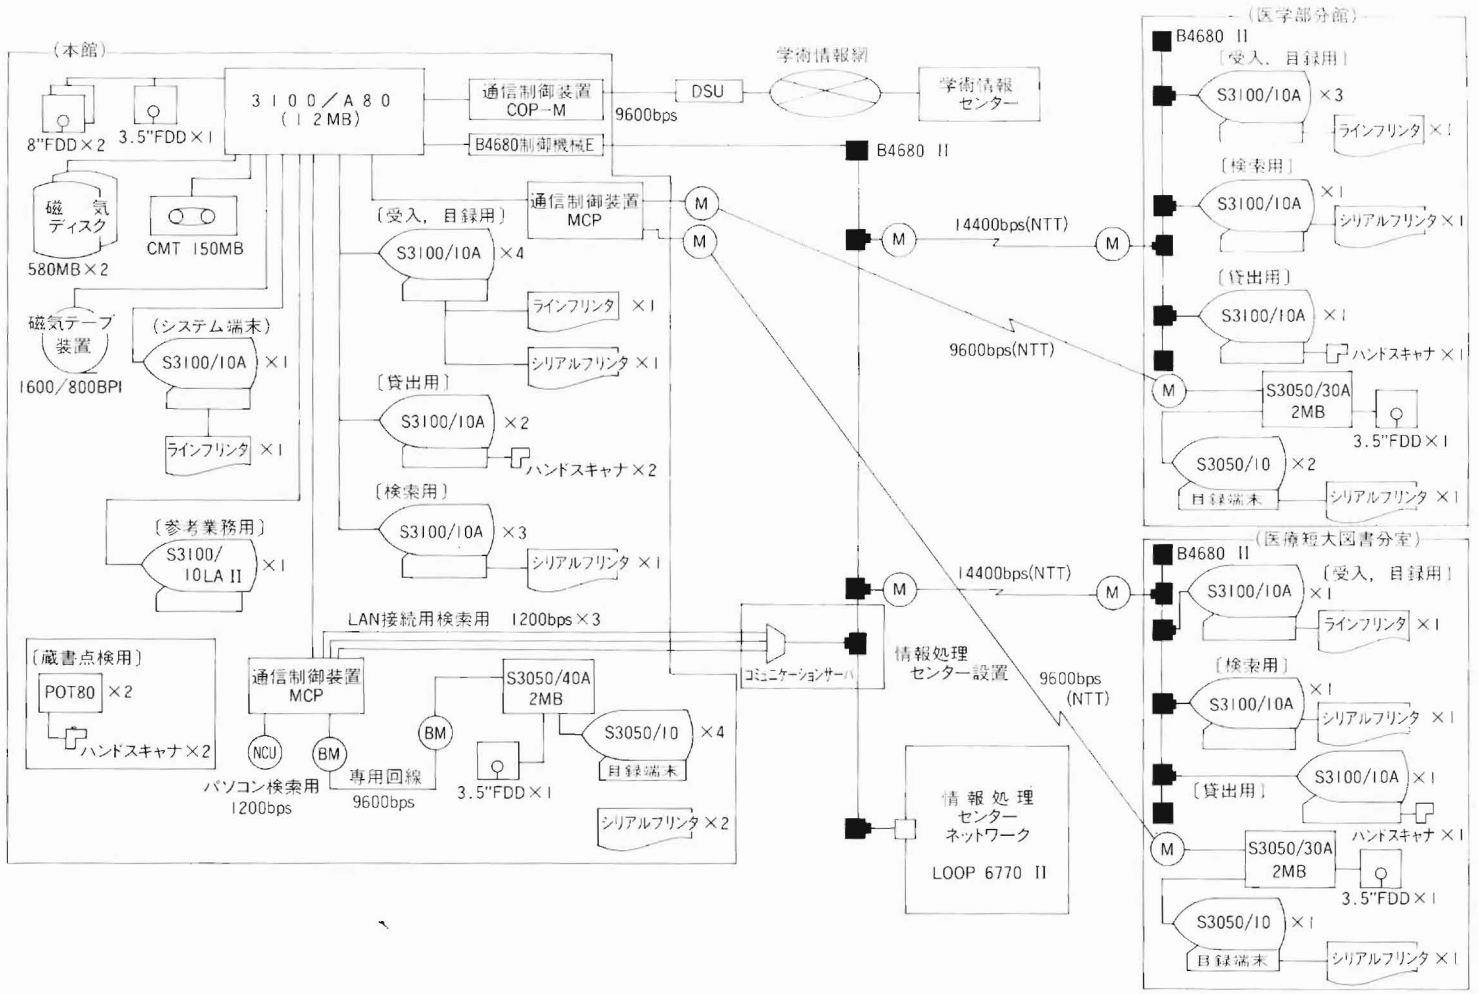 (本館)
8"FDD×2
3.5"FDD×1
3100/A80
(12MB)
通信制御装置
COP-M
9600bps
DSU
学術情報網
学術情報
センター
B4680制御機械E
B4680 II
磁気
ディスク
580MB×2
CMT 150MB
通信制御装置
MCP
M
M
磁気テープ
装置
1600/800BPI
(システム端末)
S3100/10A ×1
ラインプリンタ ×1
〔参考業務用〕
S3100/
10LA II ×1
〔受入,目録用〕
S3100/10A ×4
ラインプリンタ ×1
シリアルプリンタ ×1
〔貸出用〕
S3100/10A ×2
ハンドスキャナ×2
〔検索用〕
S3100/10A ×3
シリアルプリンタ ×1
M
14400bps(NTT)
M
9600bps(NTT)
M
14400bps(NTT)
M
9600bps
(NTT)
〔蔵書点検用〕
POT80 ×2
ハンドスキャナ×2
LAN接続用検索用 1200bps×3
通信制御装置
MCP
NCU
BM
パソコン検索用
1200bps
専用回線
9600bps
BM
S3050/40A
2MB
3.5"FDD×1
S3050/10 ×4
目録端末
シリアルプリンタ×2
コミュニケーションサーバ
情報処理
センター設置
情報処理
センター
ネットワーク
LOOP 6770 II
(医学部分館)
B4680 II
〔受入,目録用〕
S3100/10A ×3
ラインプリンタ ×1
〔検索用〕
S3100/10A ×1
シリアルプリンタ×1
〔貸出用〕
S3100/10A ×1
ハンドスキャナ×1
M
S3050/30A
2MB
3.5"FDD×1
S3050/10 ×2
目録端末
シリアルプリンタ×1
(医療短大図書分室)
B4680 II
〔受入,目録用〕
S3100/10A ×1
ラインプリンタ ×1
〔検索用〕
S3100/10A ×1
シリアルプリンタ ×1
〔貸出用〕
S3100/10A ×1
ハンドスキャナ×1
M
S3050/30A
2MB
3.5"FDD×1
S3050/10 ×1
目録端末
シリアルプリンタ×1